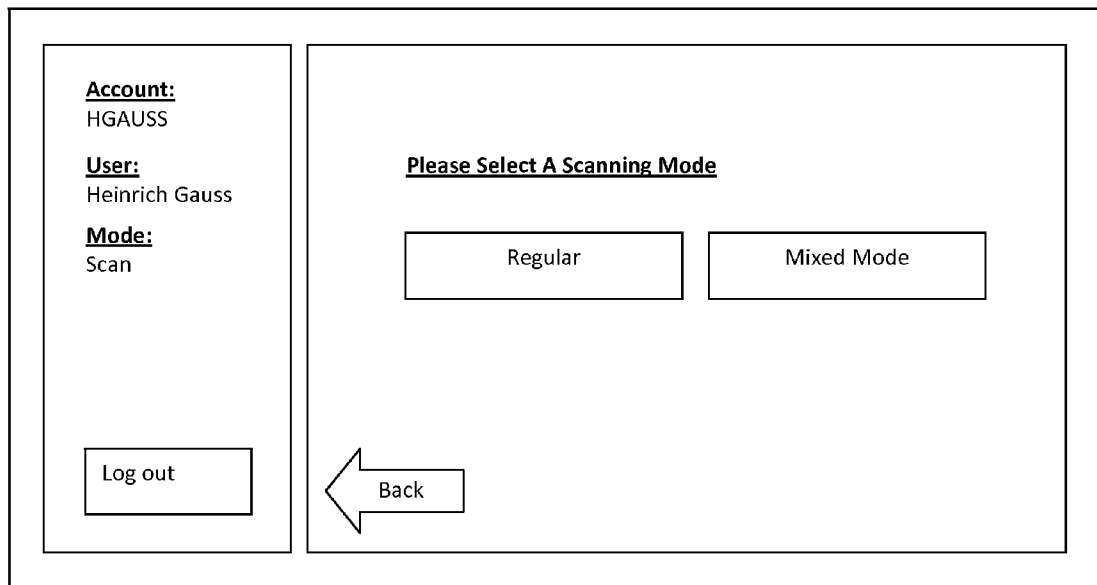 Account:
HGAUSS
User:
Heinrich Gauss
Mode:
Scan
Log out
Please Select A Scanning Mode
Regular
Mixed Mode
Back